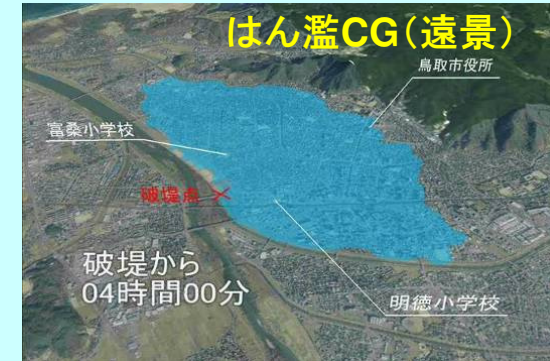 はん濫CG(遠景)
鳥取市役所
富桑小学校
破堤点
破堤から
04時間00分
明徳小学校